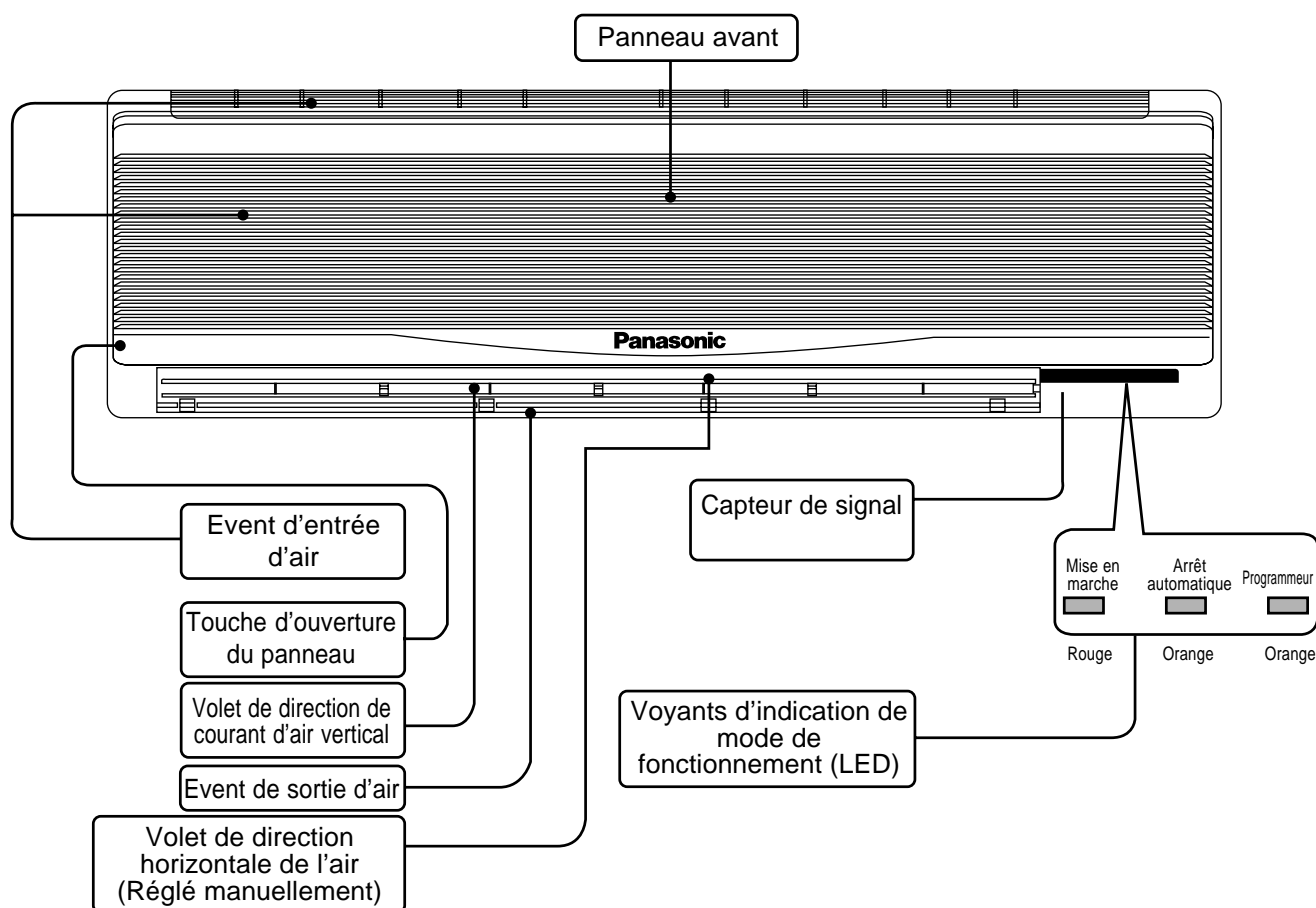 Panneau avant
Panasonic
Event d’entrée
d’air
Touche d’ouverture
du panneau
Volet de direction de
courant d’air vertical
Event de sortie d’air
Volet de direction
horizontale de l’air
(Réglé manuellement)
Capteur de signal
Mise en
marche
Arrêt
automatique
Programmeur
Rouge
Orange
Orange
Voyants d’indication de
mode de
fonctionnement (LED)